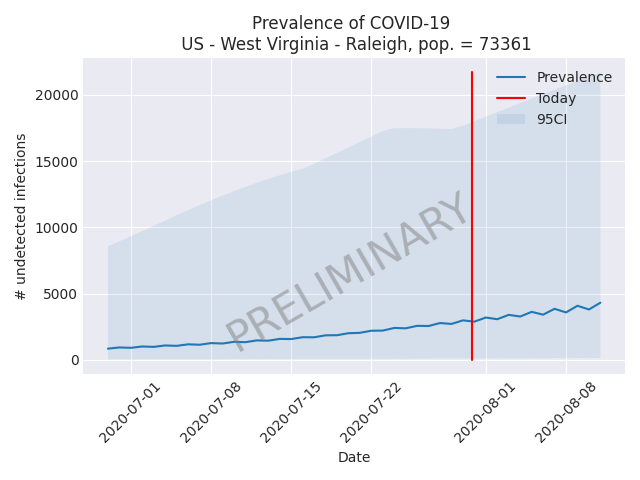 Prevalence of COVID-19
US - West Virginia - Raleigh, pop. = 73361
Prevalence
Today
95CI
20000
15000
10000
5000
0
# undetected infections
PRELIMINARY
2020-07-01
2020-07-08
2020-07-15
2020-07-22
2020-08-01
2020-08-08
Date